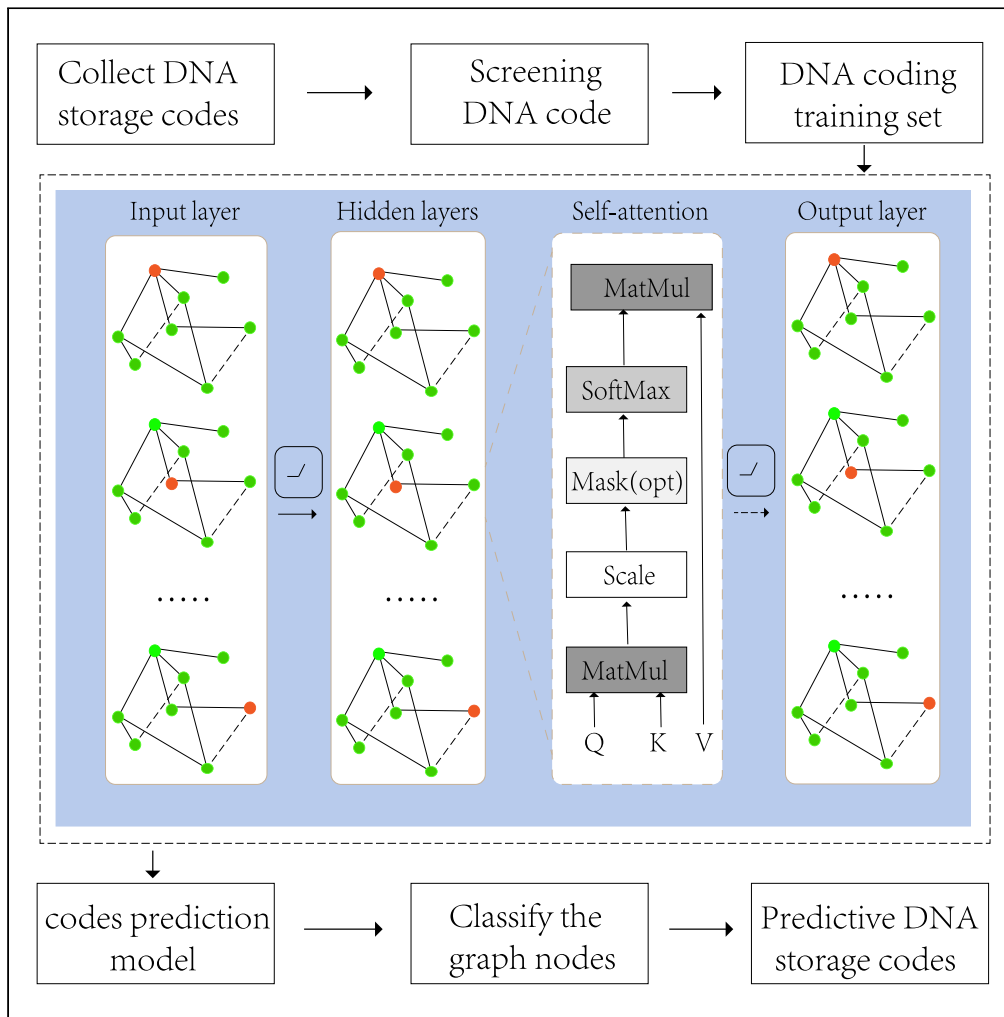 Collect DNA
storage codes
Screening
DNA code
DNA coding
training set
Input layer
Hidden layers
Self-attention
Output layer
MatMul
SoftMax
Mask(opt)
.....
.....
Scale
.....
MatMul
Q K V
codes prediction
model
Classify the
graph nodes
Predictive DNA
storage codes